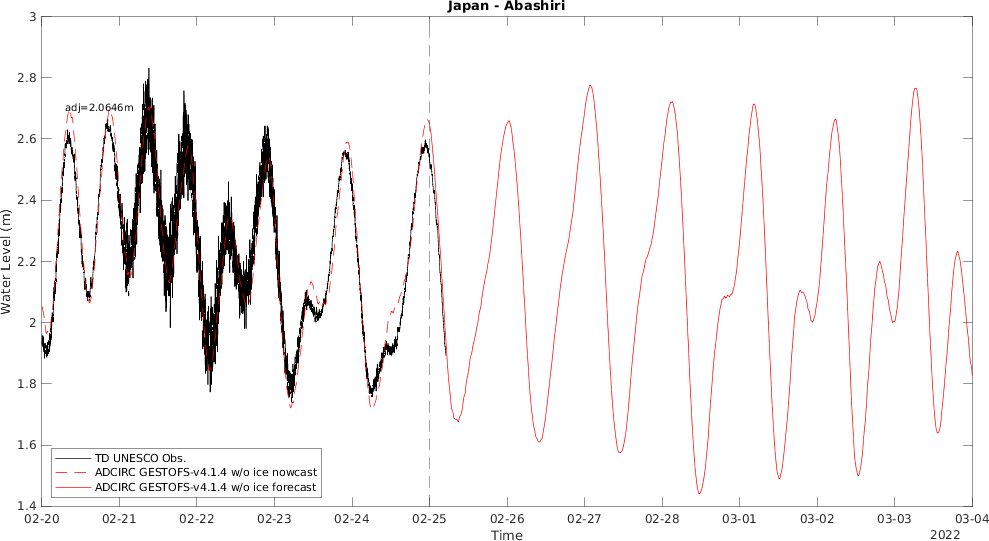 Japan - Abashiri
3
2.8
2.6
2.4
2.2
2
1.8
1.6
1.4
Water Level (m)
adj=2.0646m
TD UNESCO Obs.
ADCIRC GESTOFS-v4.1.4 w/o ice nowcast
ADCIRC GESTOFS-v4.1.4 w/o ice forecast
02-20 02-21 02-22 02-23 02-24 02-25 02-26 02-27 02-28 03-01 03-02 03-03 03-04
Time
2022